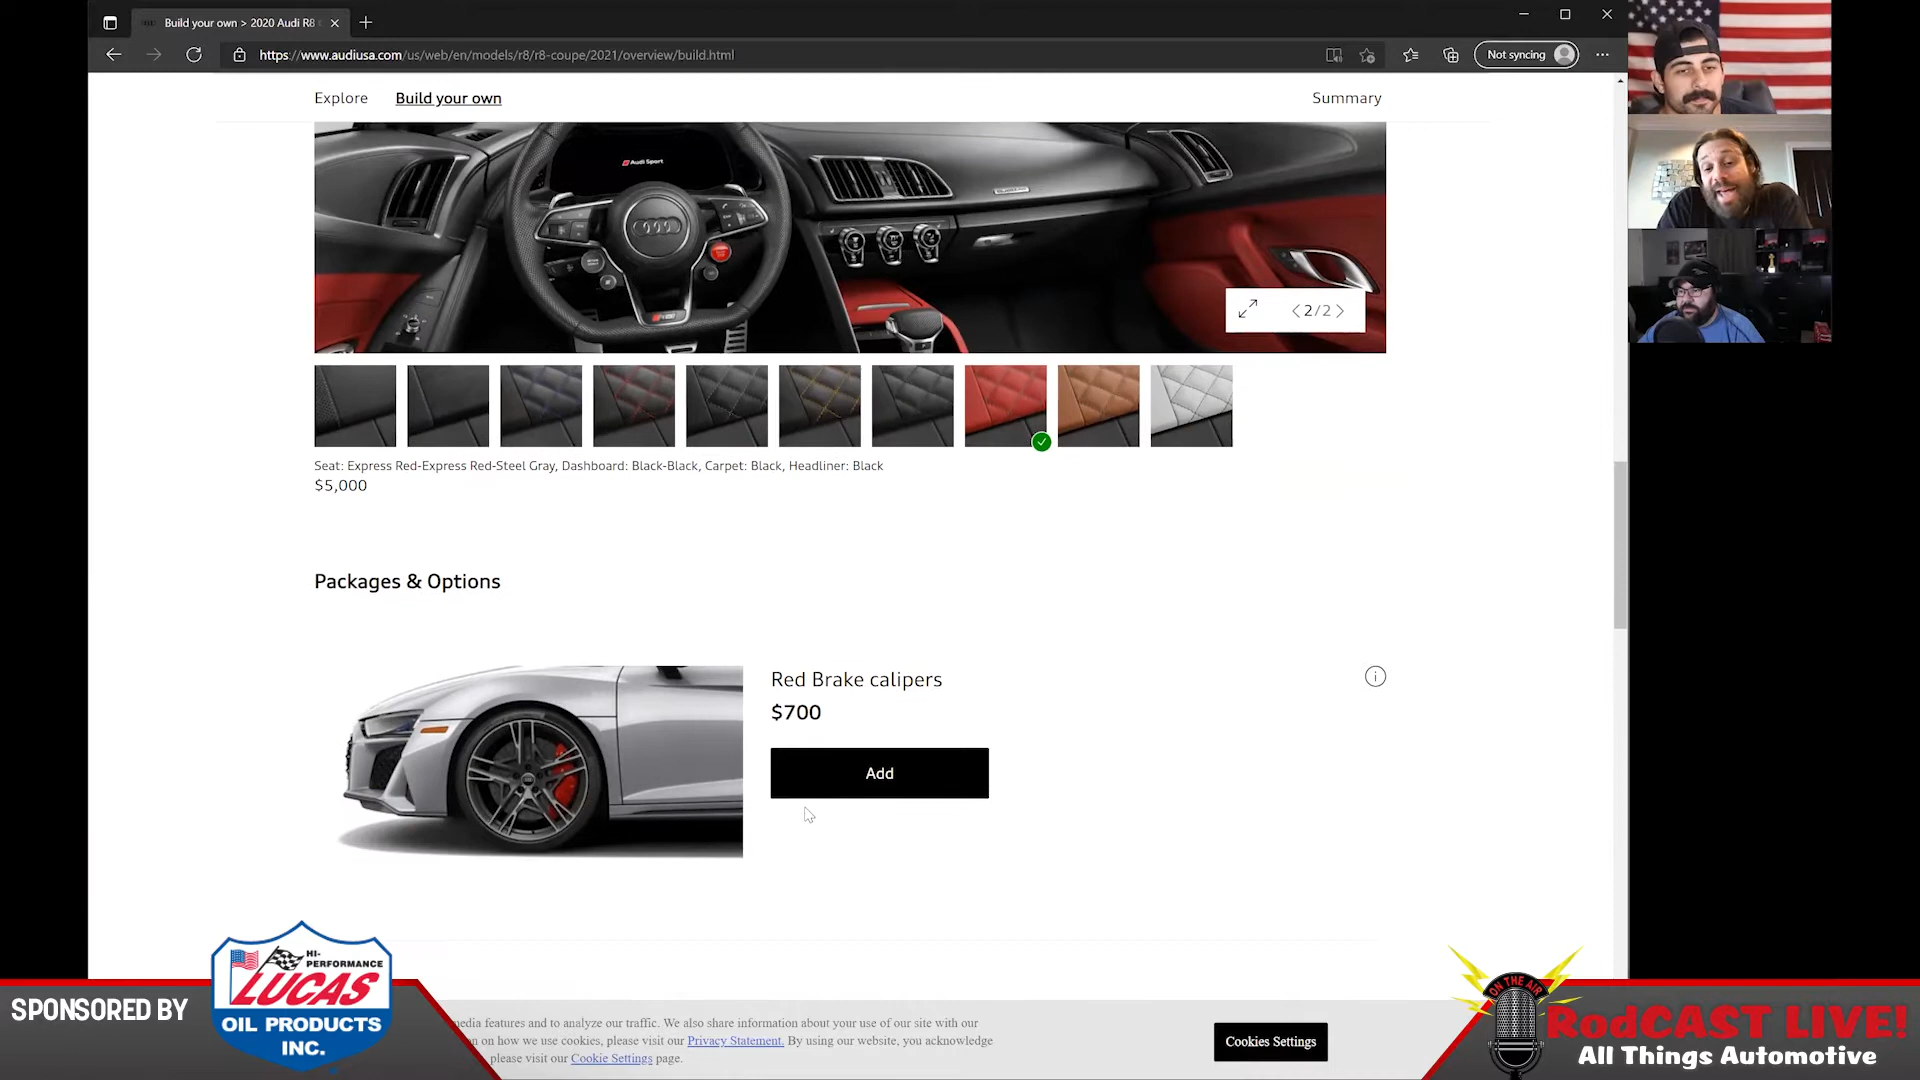 Build your own > 2020 Audi R8
https://www.audiusa.com/us/web/en/models/r8/r8-coupe/2021/overview/build.html
Not syncing
Explore
Build your own
Summary
Audi Sport
2/2
Seat: Express Red-Express Red-Steel Gray, Dashboard: Black-Black, Carpet: Black, Headliner: Black
$5,000
Packages & Options
Red Brake calipers
$700
Add
SPONSORED BY
HI-
PERFORMANCE
LUCAS
OIL PRODUCTS
INC.
media features and to analyze our traffic. We also share information about your use of our site with our
on on how we use cookies, please visit our Privacy Statement. By using our website, you acknowledge
please visit our Cookie Settings page.
Cookies Settings
ON THE AIR
RodCAST LIVE!
All Things Automotive